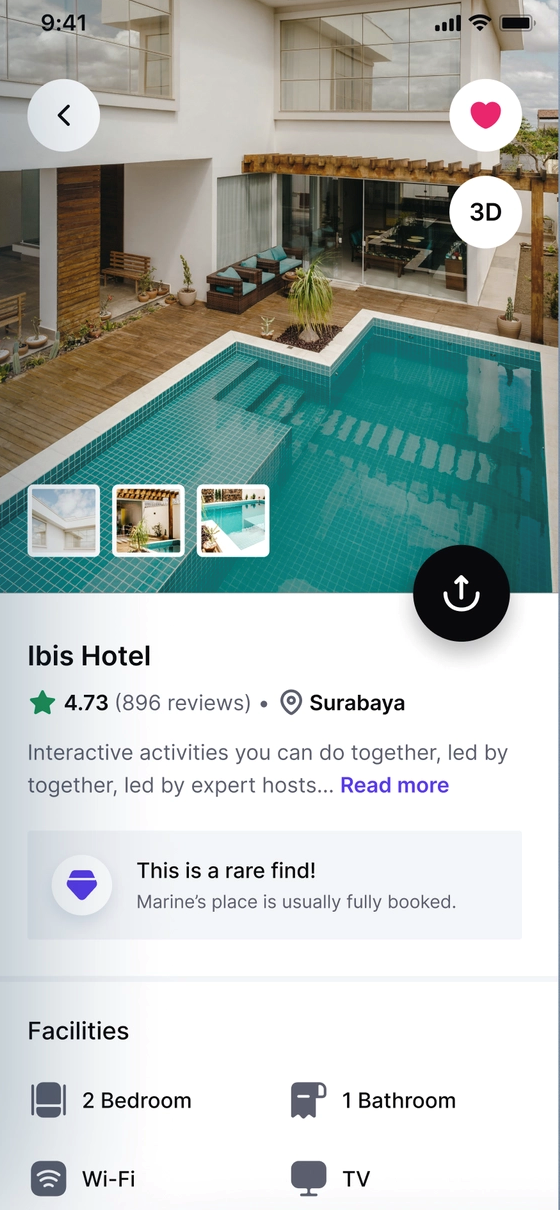 9:41
3D
Ibis Hotel
4.73 (896 reviews) • Surabaya
Interactive activities you can do together, led by
together, led by expert hosts... Read more
This is a rare find!
Marine’s place is usually fully booked.
Facilities
2 Bedroom
1 Bathroom
Wi-Fi
TV